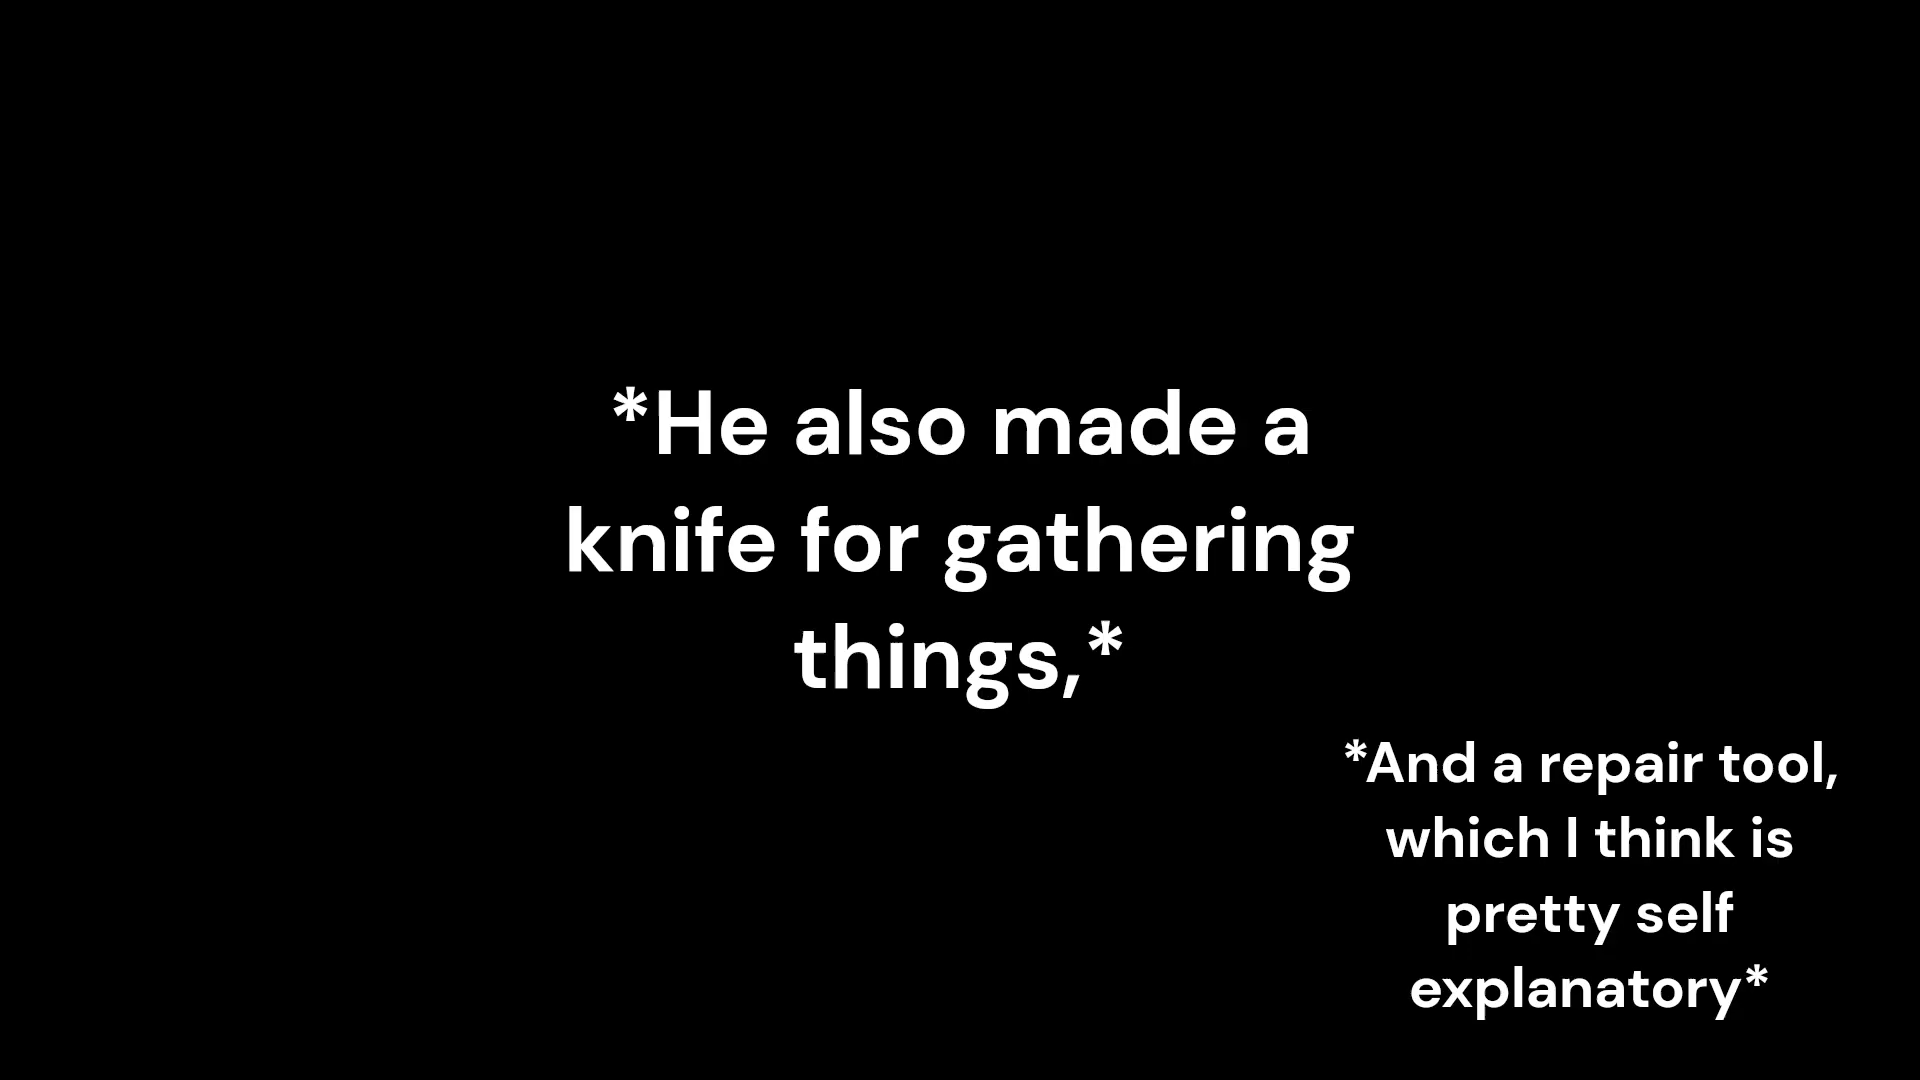 *He also made a
knife for gathering
things,*
*And a repair tool,
which I think is
pretty self
explanatory*